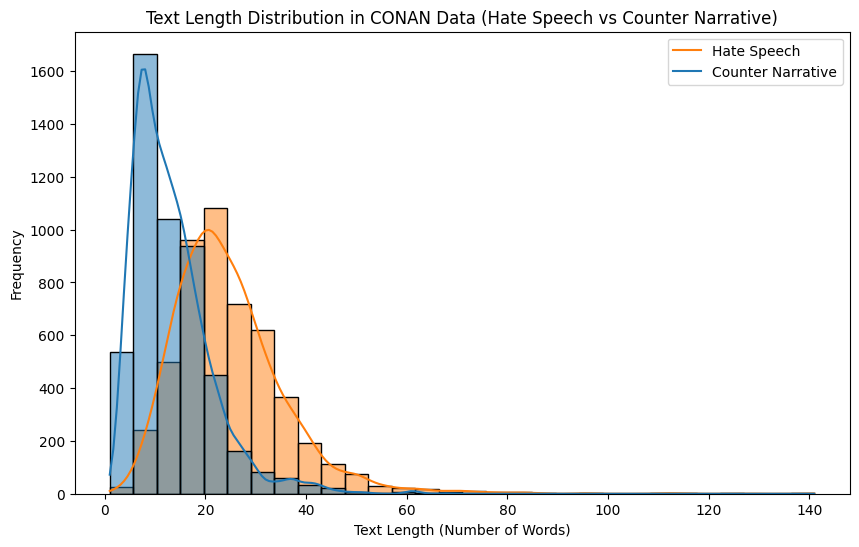 Text Length Distribution in CONAN Data (Hate Speech vs Counter Narrative)
Hate Speech
Counter Narrative
Frequency
1600
1400
1200
1000
800
600
400
200
0
0 20 40 60 80 100 120 140
Text Length (Number of Words)